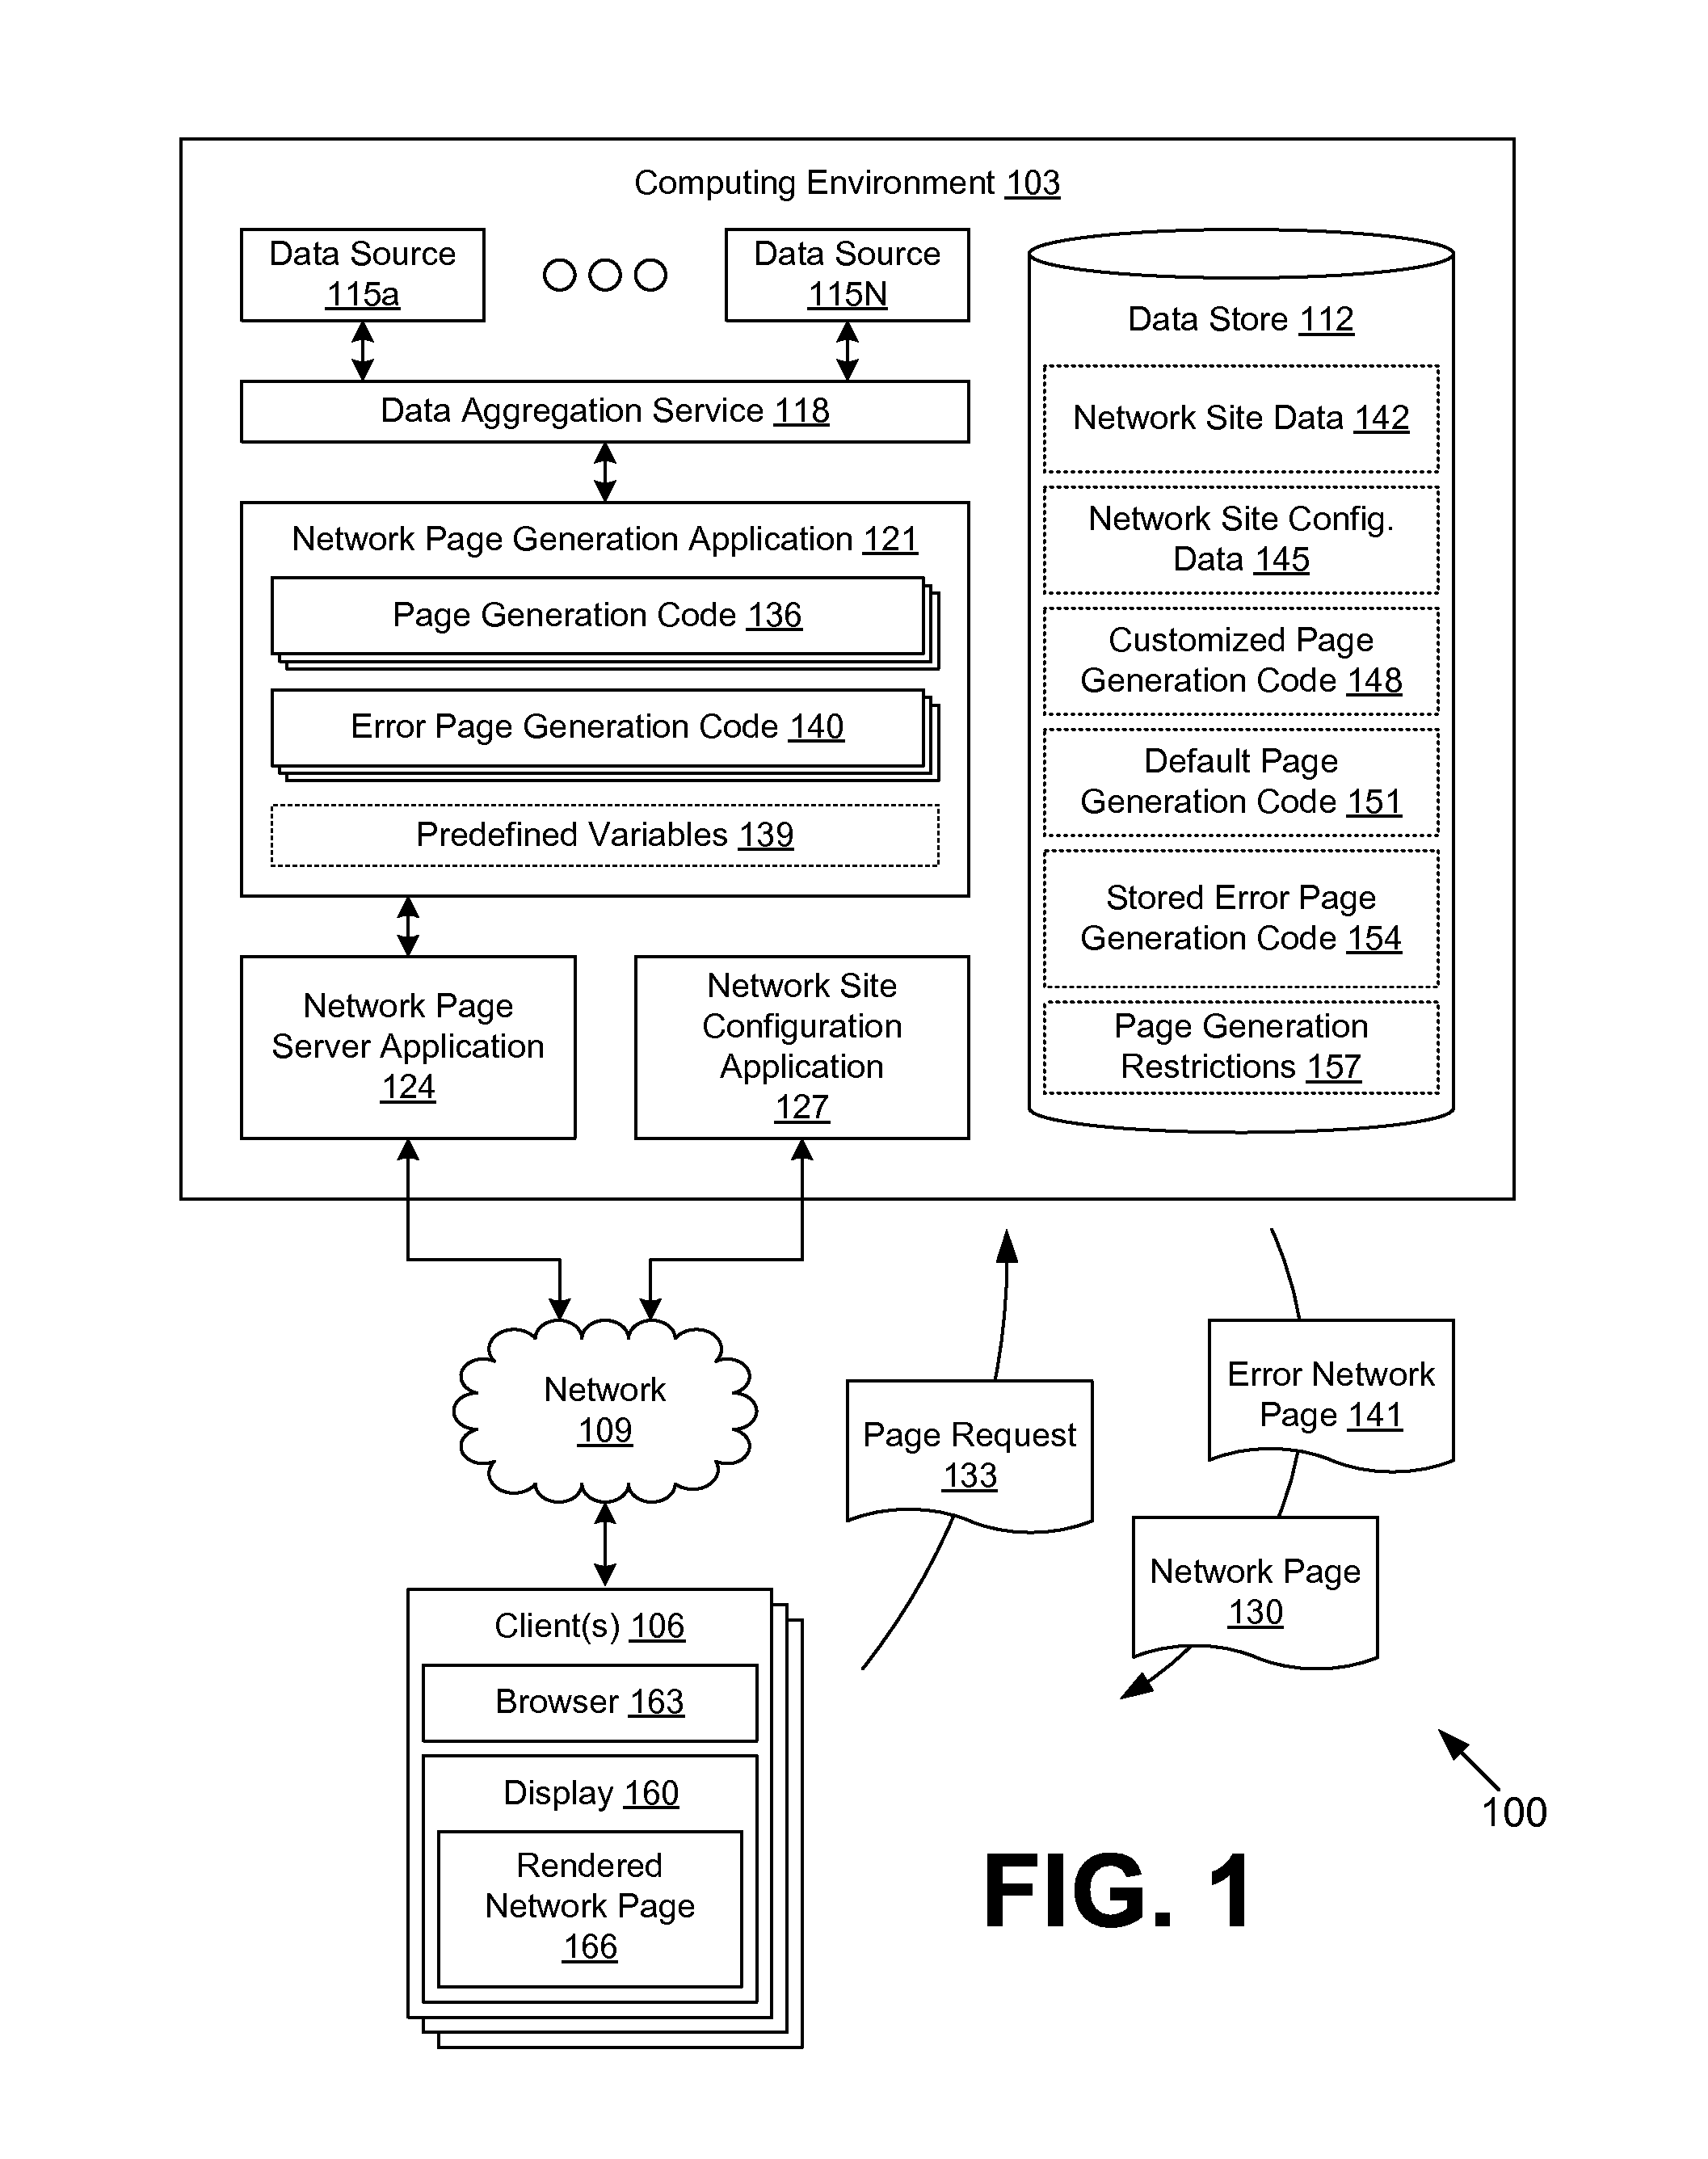 Computing Environment 103
Data Source
115a
Data Source
115N
Data Aggregation Service 118
Network Page Generation Application 121
Page Generation Code 136
Error Page Generation Code 140
Predefined Variables 139
Network Page
Server Application
124
Network Site
Configuration
Application
127
Data Store 112
Network Site Data 142
Network Site Config.
Data 145
Customized Page
Generation Code 148
Default Page
Generation Code 151
Stored Error Page
Generation Code 154
Page Generation
Restrictions 157
Network
109
Page Request
133
Error Network
Page 141
Network Page
130
Client(s) 106
Browser 163
Display 160
Rendered
Network Page
166
100
FIG. 1